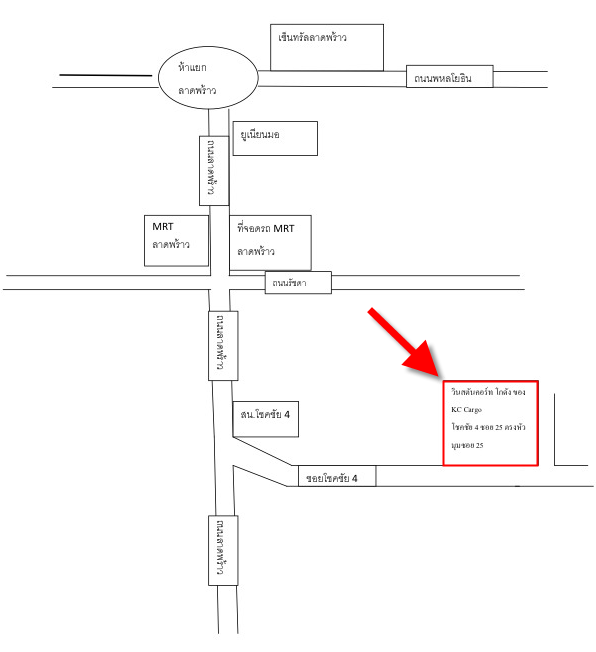 เซ็นทรัลลาดพร้าว
ห้าแยก
ลาดพร้าว
ถนนพหลโยธิน
ยูเนียนมอ
ถนนลาดพร้าว
MRT
ลาดพร้าว
ที่จอดรถ MRT
ลาดพร้าว
ถนนรัชดา
ถนนลาดพร้าว
วินสตันคอร์ท โกดัง ของ
KC Cargo
โชคชัย 4 ซอย 25 ตรงหัว
มุมซอย 25
สน.โชคชัย 4
ซอยโชคชัย 4
ถนนลาดพร้าว